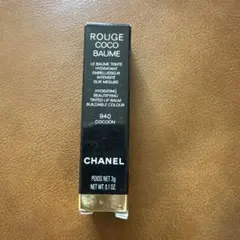 ROUGE
COCO
BAUME
LE BAUME TEINTÉ
HYDRATANT
EMBELLISSEUR
INTENSITÉ
SUR MESURE
HYDRATING
BEAUTIFYING
TINTED LIP BALM
BUILDABLE COLOUR
940
COCOON
CHANEL
POIDS NET 3g
NET WT. 0.1 OZ.